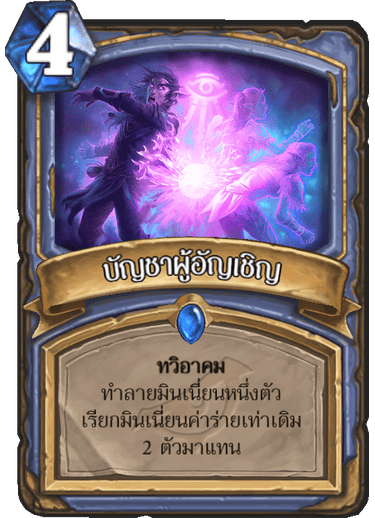 4
บัญชาผู้อัญเชิญ
ทวิอาคม
ทำลายมินเนี่ยนหนึ่งตัว
เรียกมินเนี่ยนค่าร่ายเท่าเดิม
2 ตัวมาแทน